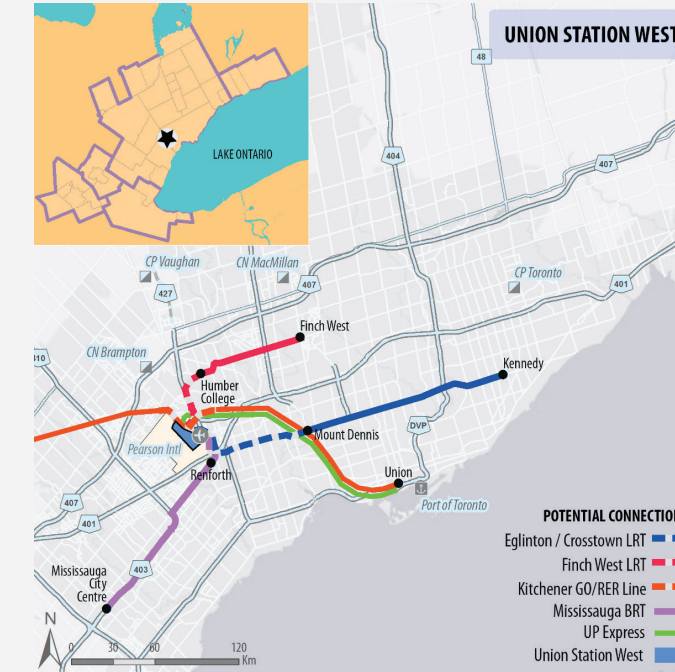 UNION STATION WEST
LAKE ONTARIO
48
404
407
CP Vaughan
CN MacMillan
427
407
CP Toronto
401
Finch West
CN Brampton
410
Humber
College
Kennedy
Mount Dennis
DVP
Pearson Intl
Renforth
Union
Port of Toronto
407
401
403
Mississauga
City
Centre
N
0 30 60 120
Km
POTENTIAL CONNECTION
Eglinton / Crosstown LRT
Finch West LRT
Kitchener GO/RER Line
Mississauga BRT
UP Express
Union Station West